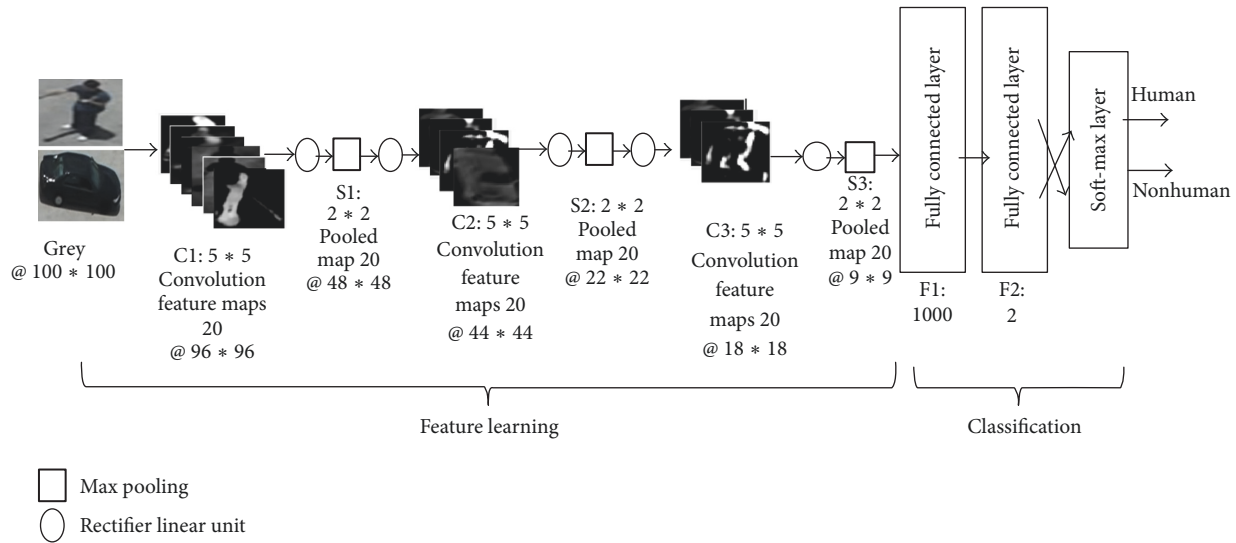 Grey
@ 100 * 100
C1: 5 * 5
Convolution
feature maps
20
@ 96 * 96
S1:
2 * 2
Pooled
map 20
@ 48 * 48
C2: 5 * 5
Convolution
feature
maps 20
@ 44 * 44
S2: 2 * 2
Pooled
map 20
@ 22 * 22
C3: 5 * 5
Convolution
feature
maps 20
@ 18 * 18
S3:
2 * 2
Pooled
map 20
@ 9 * 9
Fully connected layer
F1:
1000
Fully connected layer
F2:
2
Soft-max layer
Human
Nonhuman
Feature learning
Classification
Max pooling
Rectifier linear unit